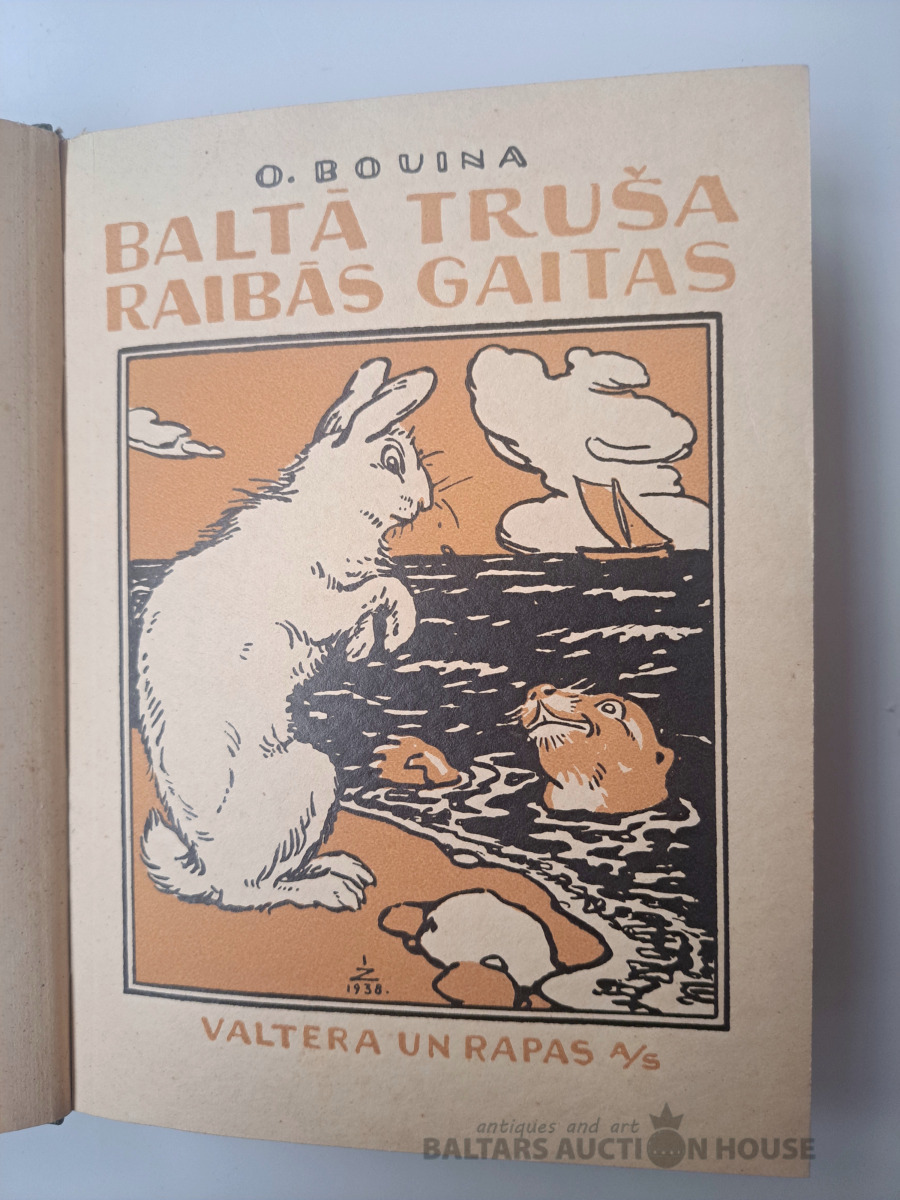 O. BOVINA
BALTĀ TRUŠA
RAIBĀS GAITAS
İZ
1938.
VALTERA UN RAPAS A/S
antiques and art
BALTARS AUCTION HOUSE